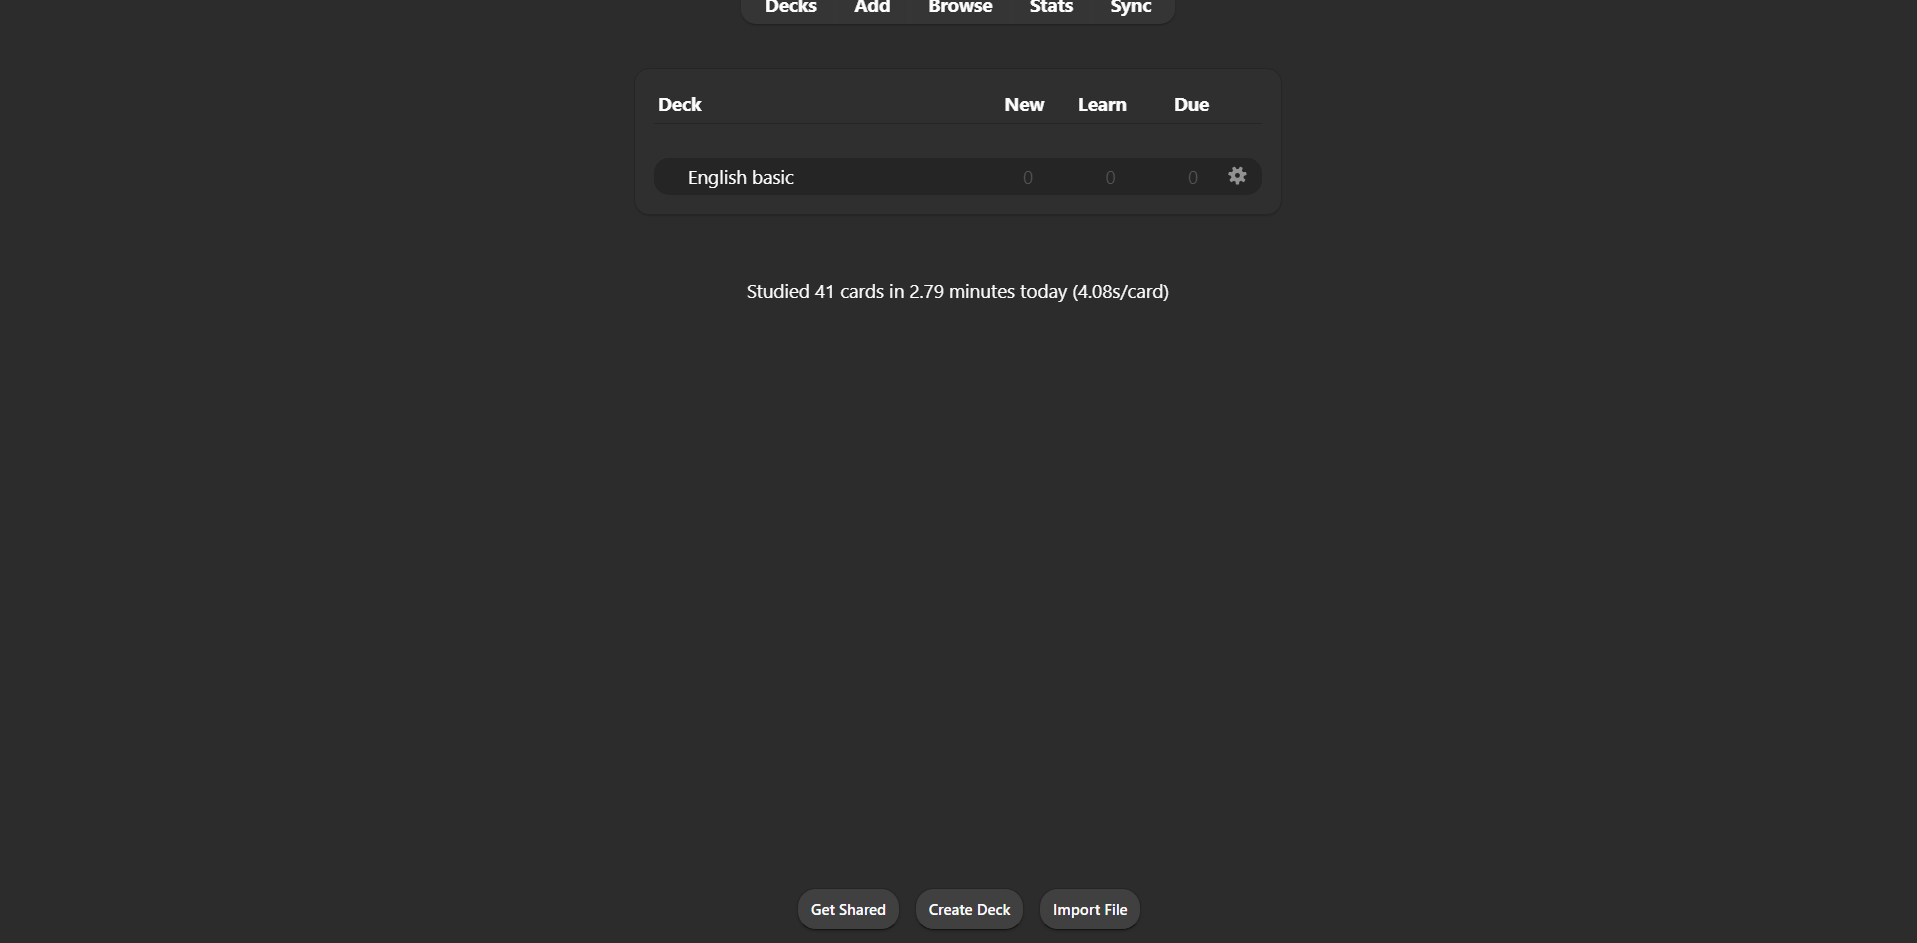 Decks Add Browse Stats Sync
Deck New Learn Due
English basic 0 0 0
Studied 41 cards in 2.79 minutes today (4.08s/card)
Get Shared Create Deck Import File